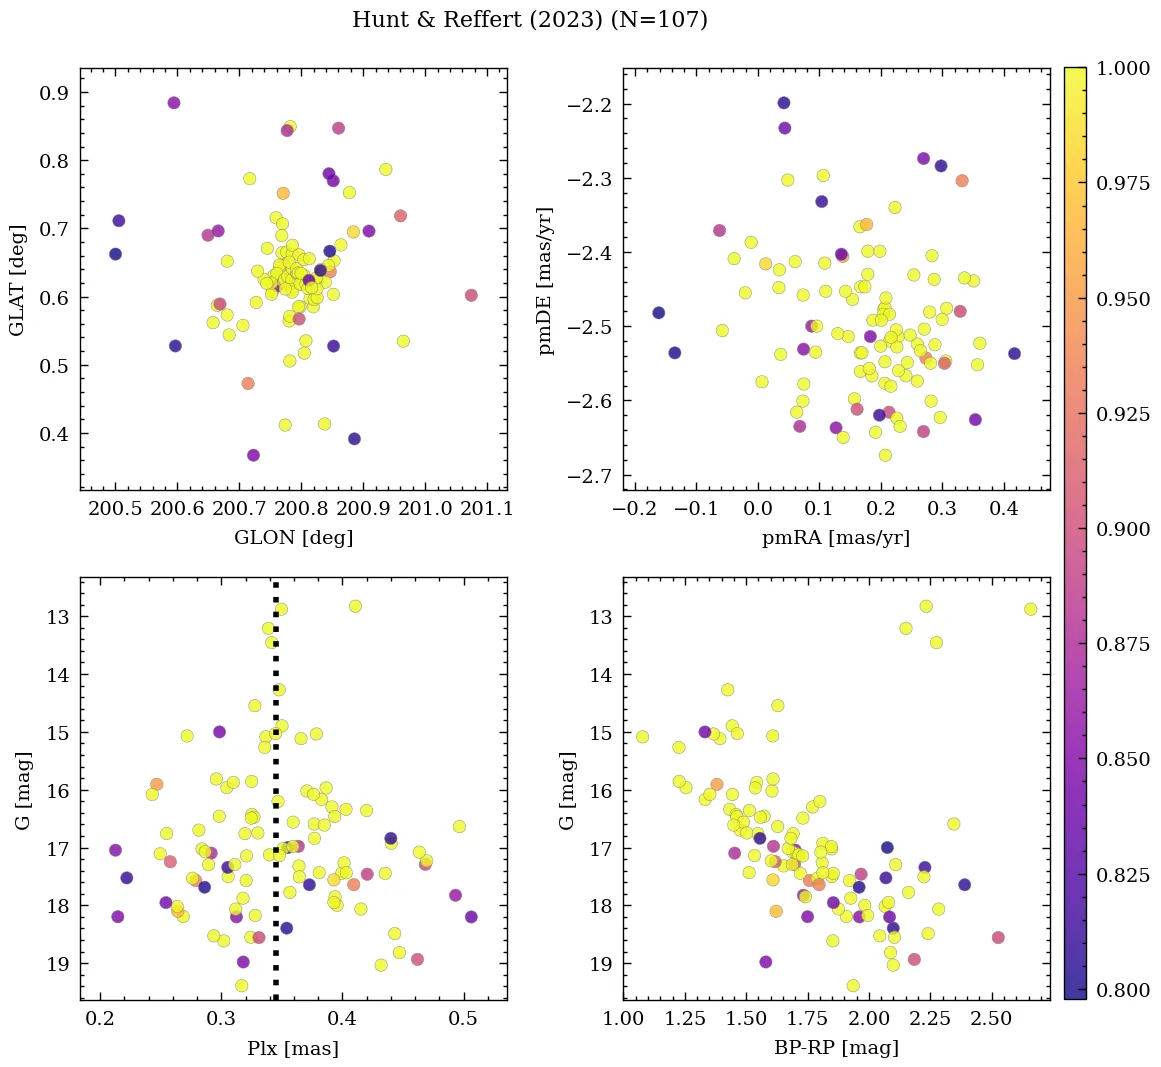 Hunt & Reffert (2023) (N=107)
0.9
0.8
0.7
0.6
0.5
0.4
GLAT [deg]
200.5 200.6 200.7 200.8 200.9 201.0 201.1
GLON [deg]
−2.2
−2.3
−2.4
−2.5
−2.6
−2.7
pmDE [mas/yr]
−0.2 −0.1 0.0 0.1 0.2 0.3 0.4
pmRA [mas/yr]
13
14
15
16
17
18
19
G [mag]
0.2 0.3 0.4 0.5
Plx [mas]
13
14
15
16
17
18
19
G [mag]
1.00 1.25 1.50 1.75 2.00 2.25 2.50
BP-RP [mag]
1.000
0.975
0.950
0.925
0.900
0.875
0.850
0.825
0.800